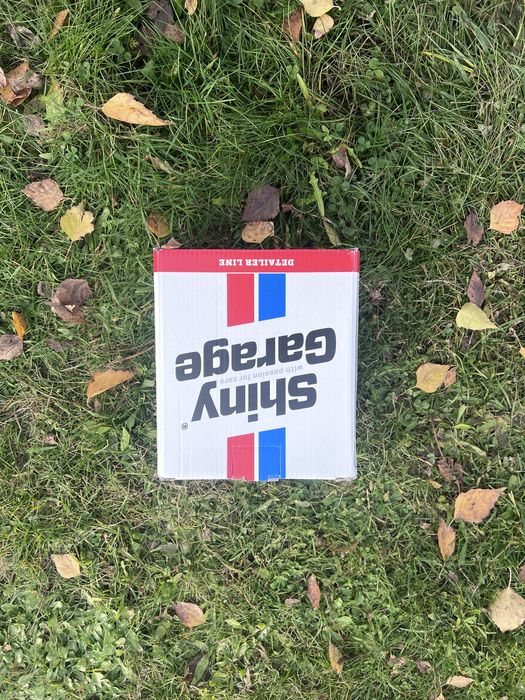 Shiny®
with passion for cars
Garage
DETAILER LINE